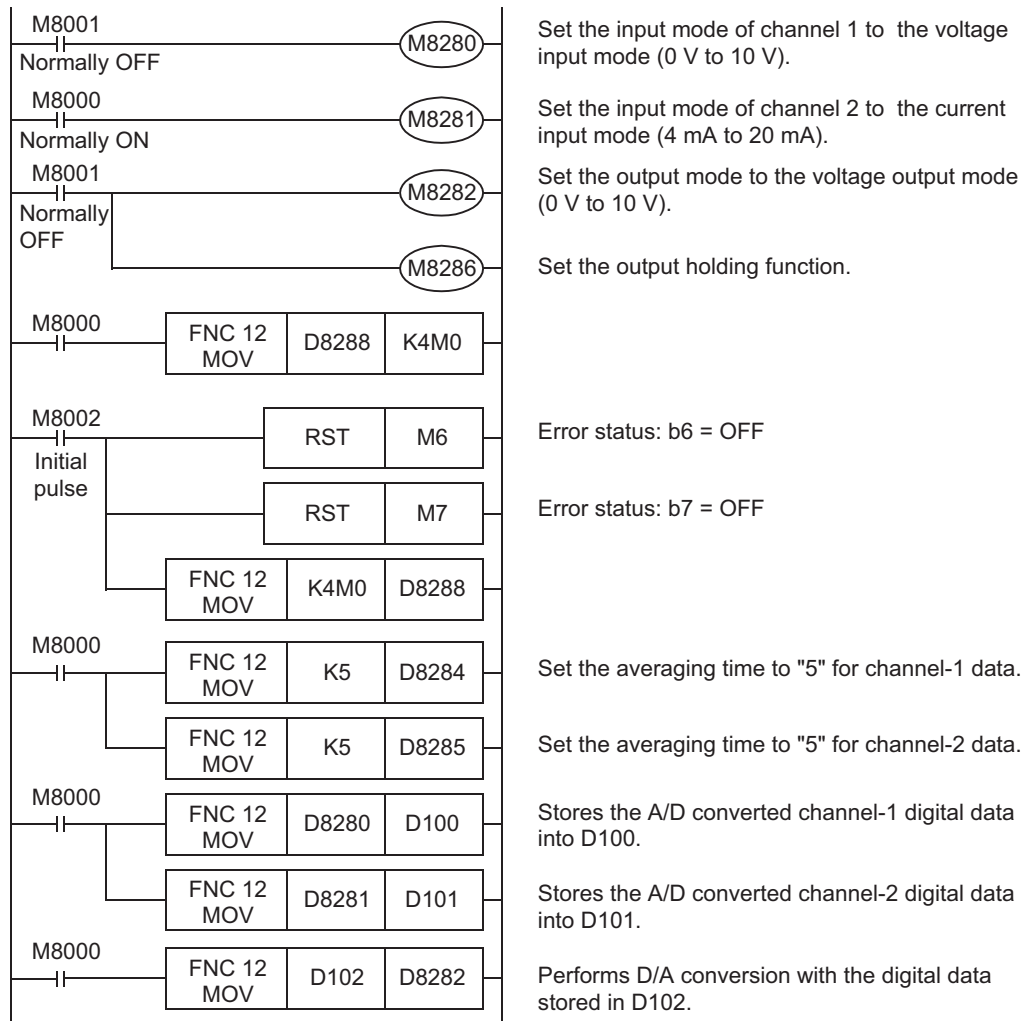 M8001
Normally OFF
M8280
Set the input mode of channel 1 to the voltage
input mode (0 V to 10 V).
M8000
Normally ON
M8281
Set the input mode of channel 2 to the current
input mode (4 mA to 20 mA).
M8001
Normally
OFF
M8282
Set the output mode to the voltage output mode
(0 V to 10 V).
M8286
Set the output holding function.
M8000
FNC 12
MOV
D8288
K4M0
M8002
Initial
pulse
RST
M6
Error status: b6 = OFF
RST
M7
Error status: b7 = OFF
FNC 12
MOV
K4M0
D8288
M8000
FNC 12
MOV
K5
D8284
Set the averaging time to "5" for channel-1 data.
FNC 12
MOV
K5
D8285
Set the averaging time to "5" for channel-2 data.
M8000
FNC 12
MOV
D8280
D100
Stores the A/D converted channel-1 digital data
into D100.
FNC 12
MOV
D8281
D101
Stores the A/D converted channel-2 digital data
into D101.
M8000
FNC 12
MOV
D102
D8282
Performs D/A conversion with the digital data
stored in D102.